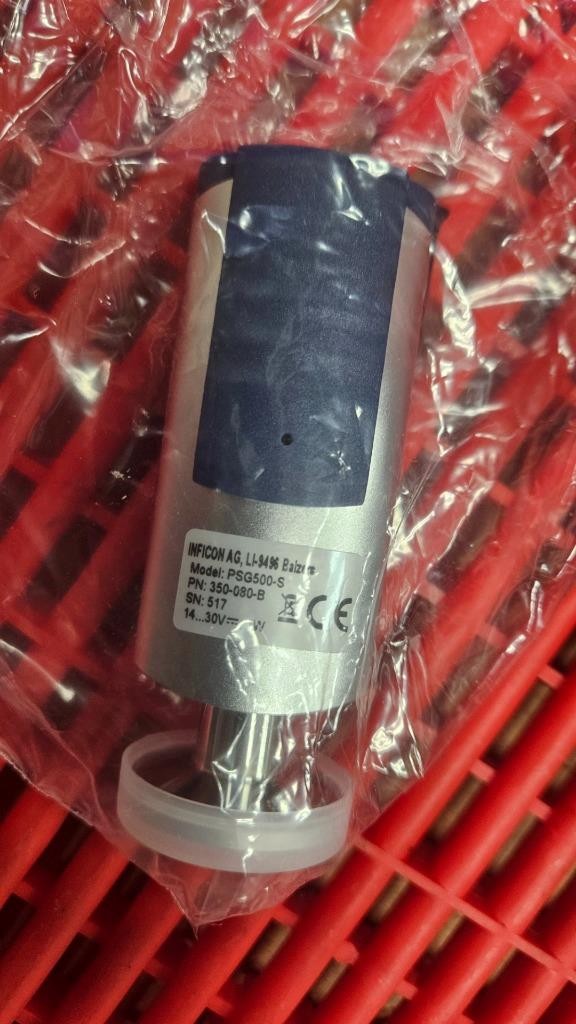 INFICON AG, LI-9496 Balzers
Model: PSG500-S
PN: 350-080-B
SN: 517
14...30V⎓ W
CE